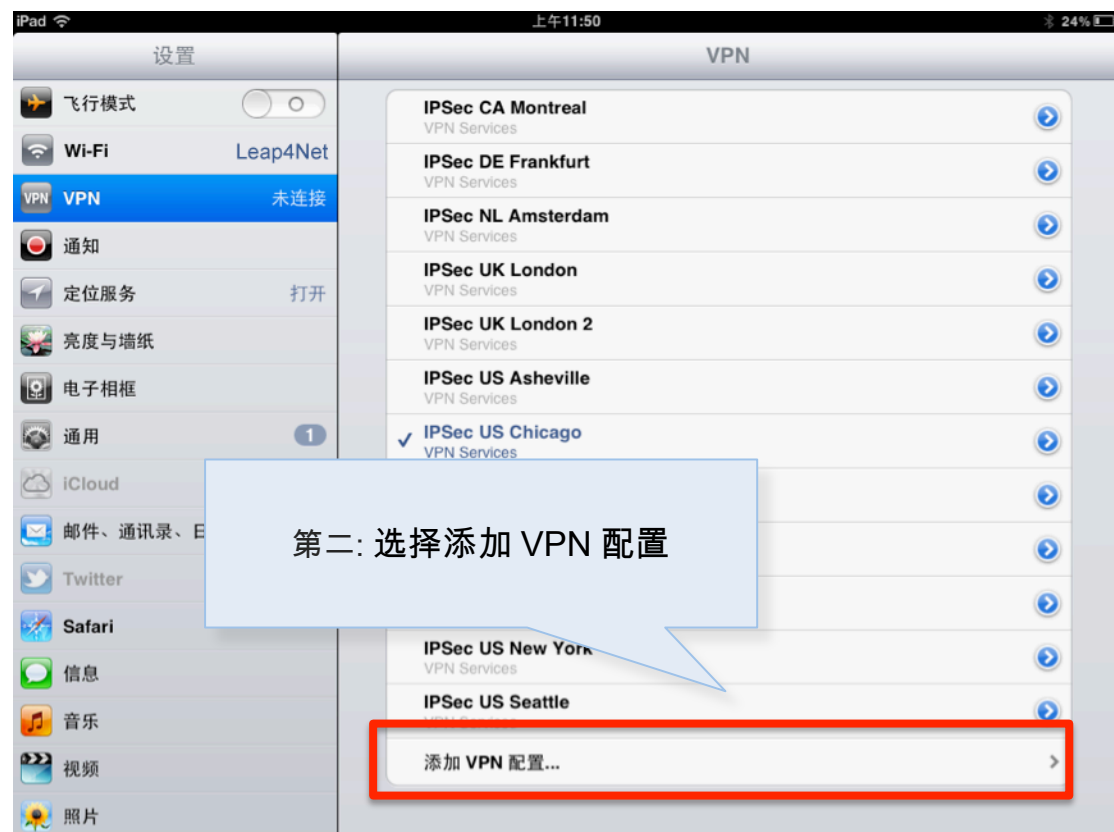 iPad
上午11:50
24%
设置
VPN
飞行模式
Wi-Fi
Leap4Net
VPN
VPN
未连接
通知
定位服务
打开
亮度与墙纸
电子相框
通用
1
iCloud
邮件、通讯录、日
Twitter
Safari
信息
音乐
视频
照片
IPSec CA Montreal
VPN Services
IPSec DE Frankfurt
VPN Services
IPSec NL Amsterdam
VPN Services
IPSec UK London
VPN Services
IPSec UK London 2
VPN Services
IPSec US Asheville
VPN Services
IPSec US Chicago
VPN Services
第二: 选择添加 VPN 配置
IPSec US New York
VPN Services
IPSec US Seattle
VPN Services
添加 VPN 配置...